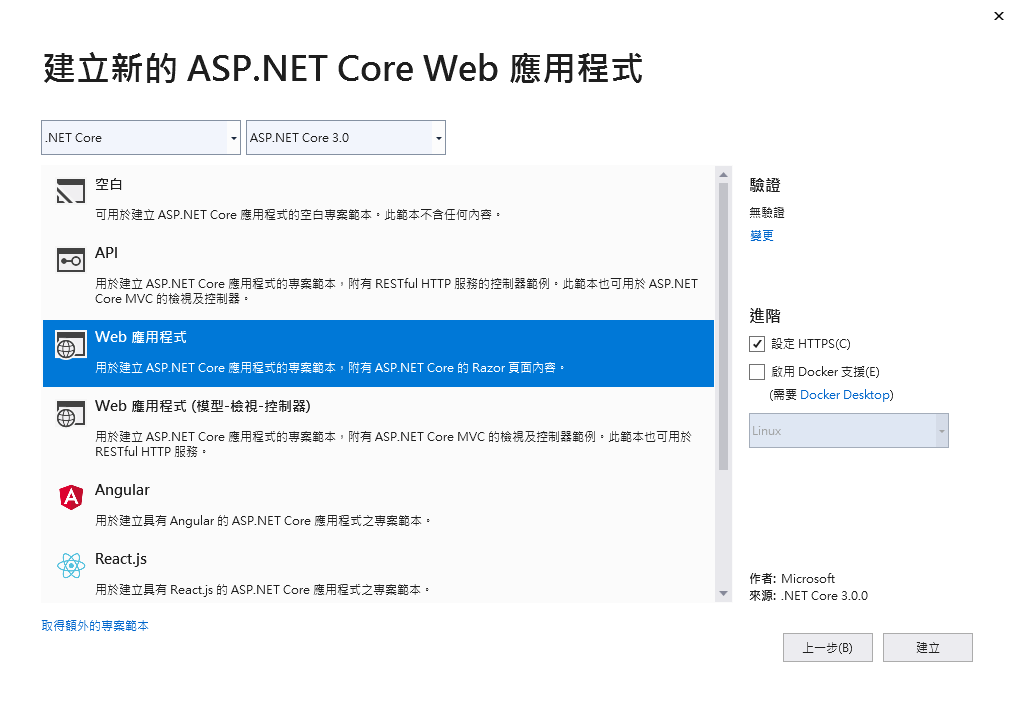 建立新的 ASP.NET Core Web 應用程式
.NET Core
ASP.NET Core 3.0
空白
可用於建立 ASP.NET Core 應用程式的空白專案範本。此範本不含任何內容。
API
用於建立 ASP.NET Core 應用程式的專案範本，附有 RESTful HTTP 服務的控制器範例。此範本也可用於 ASP.NET
Core MVC 的檢視及控制器。
Web 應用程式
用於建立 ASP.NET Core 應用程式的專案範本，附有 ASP.NET Core 的 Razor 頁面內容。
Web 應用程式 (模型-檢視-控制器)
用於建立 ASP.NET Core 應用程式的專案範本，附有 ASP.NET Core MVC 的檢視及控制器範例。此範本也可用於
RESTful HTTP 服務。
Angular
用於建立具有 Angular 的 ASP.NET Core 應用程式之專案範本。
React.js
用於建立具有 React.js 的 ASP.NET Core 應用程式之專案範本。
取得額外的專案範本
驗證
無驗證
變更
進階
設定 HTTPS(C)
啟用 Docker 支援(E)
(需要 Docker Desktop)
Linux
作者: Microsoft
來源: .NET Core 3.0.0
上一步(B)
建立